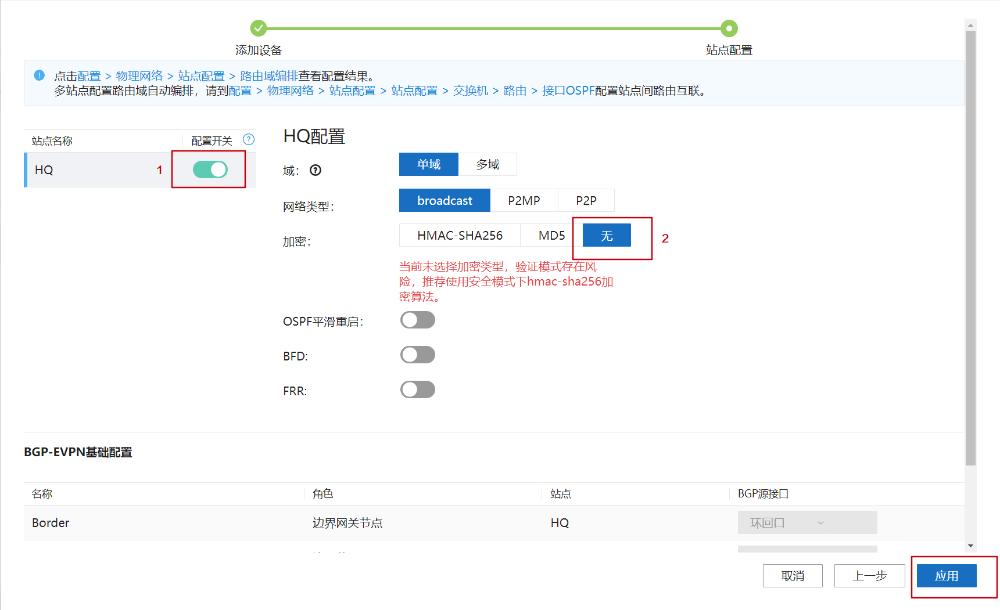 添加设备
站点配置
点击配置 > 物理网络 > 站点配置 > 路由域编排查看配置结果。
多站点配置路由域自动编排，请到配置 > 物理网络 > 站点配置 > 站点配置 > 交换机 > 路由 > 接口OSPF配置站点间路由互联。
站点名称 配置开关
HQ 1
HQ配置
域： 单域 多域
网络类型： broadcast P2MP P2P
加密： HMAC-SHA256 MD5 无 2
当前未选择加密类型，验证模式存在风
险，推荐使用安全模式下hmac-sha256加
密算法。
OSPF平滑重启：
BFD:
FRR:
BGP-EVPN基础配置
名称 角色 站点 BGP源接口
Border 边界网关节点 HQ 环回口
取消 上一步 应用